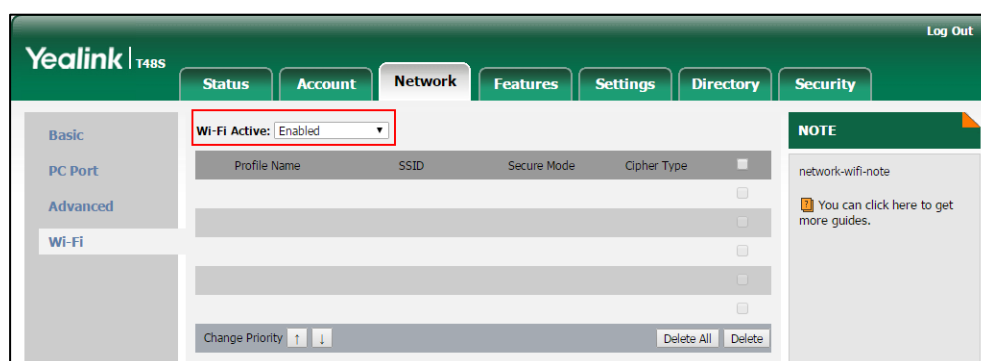 Log Out
Yealink T48S
Status Account Network Features Settings Directory Security
Basic
PC Port
Advanced
Wi-Fi
Wi-Fi Active: Enabled
Profile Name SSID Secure Mode Cipher Type
Change Priority ↑ ↓ Delete All Delete
NOTE
network-wifi-note
You can click here to get
more guides.